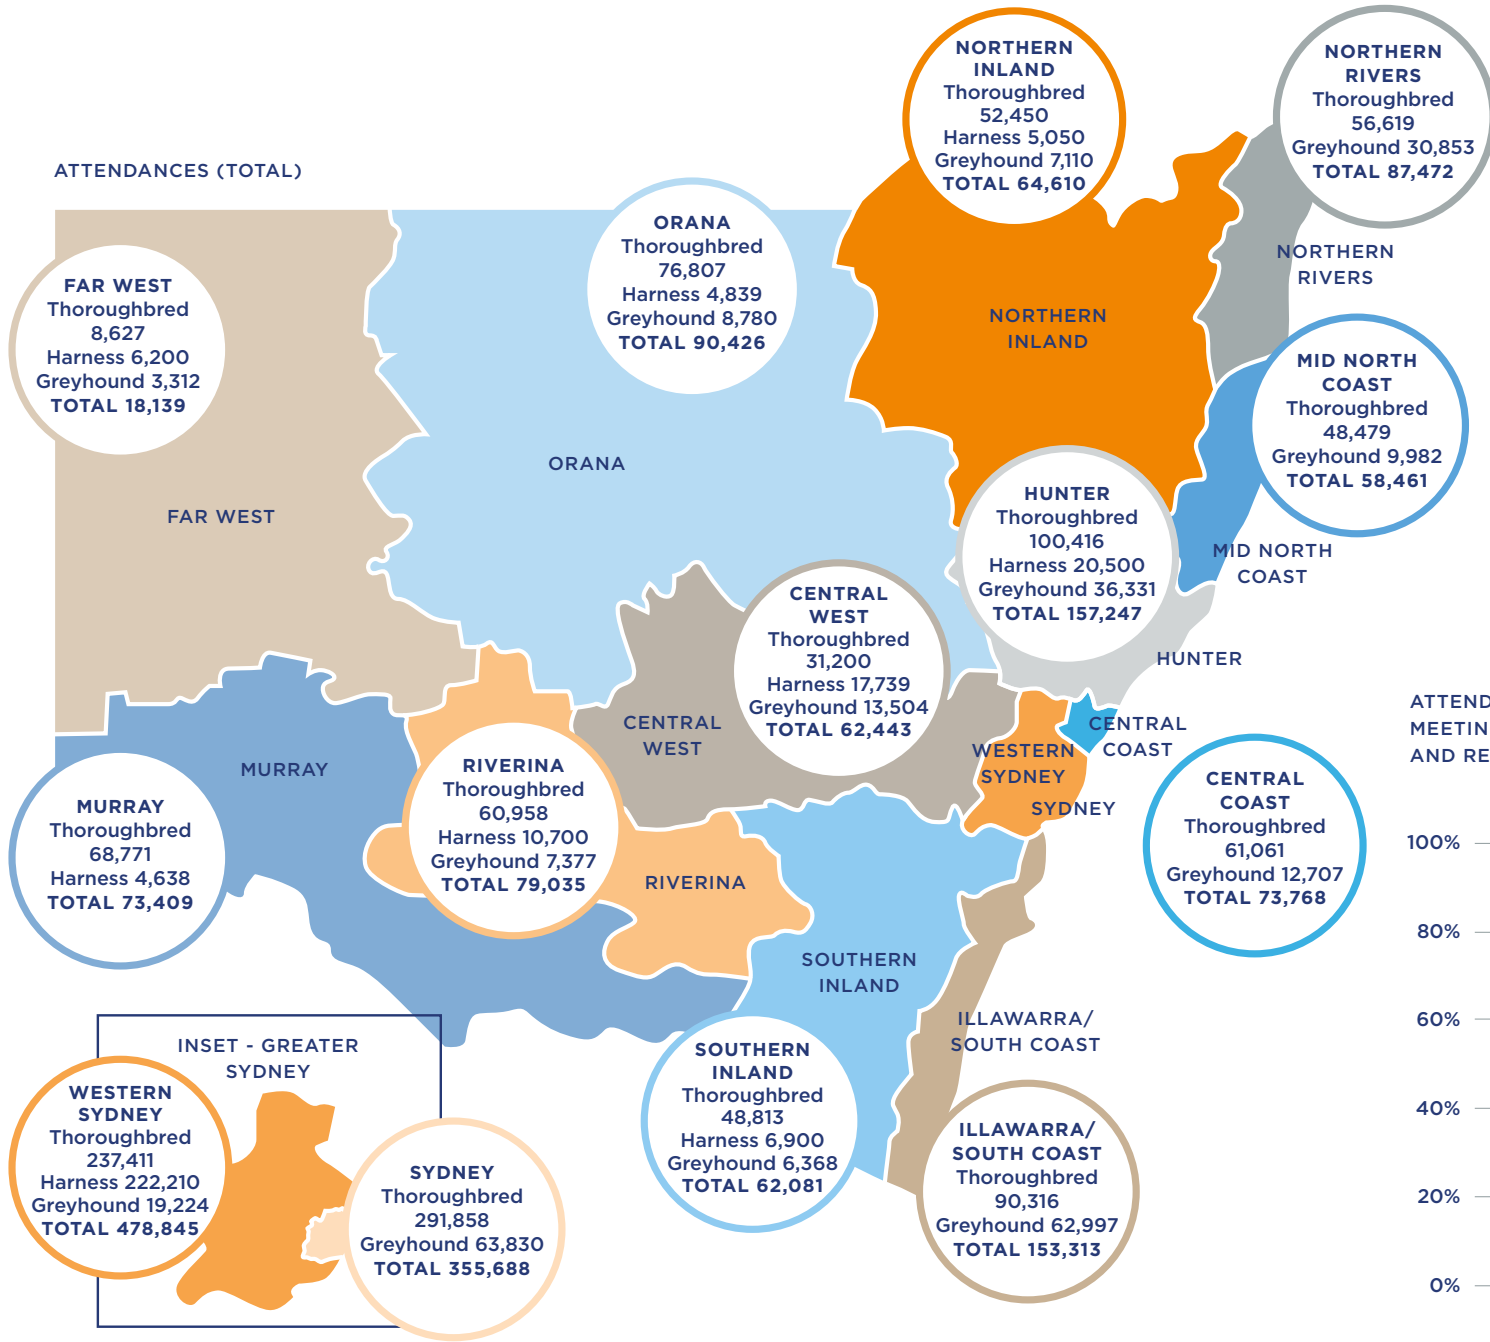 ATTENDANCES (TOTAL)
NORTHERN
INLAND
Thoroughbred
52,450
Harness 5,050
Greyhound 7,110
TOTAL 64,610
NORTHERN
RIVERS
Thoroughbred
56,619
Greyhound 30,853
TOTAL 87,472
ORANA
Thoroughbred
76,807
Harness 4,839
Greyhound 8,780
TOTAL 90,426
FAR WEST
Thoroughbred
8,627
Harness 6,200
Greyhound 3,312
TOTAL 18,139
NORTHERN
RIVERS
NORTHERN
INLAND
MID NORTH
COAST
Thoroughbred
48,479
Greyhound 9,982
TOTAL 58,461
ORANA
FAR WEST
HUNTER
Thoroughbred
100,416
Harness 20,500
Greyhound 36,331
TOTAL 157,247
MID NORTH
COAST
CENTRAL
WEST
Thoroughbred
31,200
Harness 17,739
Greyhound 13,504
TOTAL 62,443
HUNTER
CENTRAL
WEST
CENTRAL
COAST
WESTERN
SYDNEY
SYDNEY
MURRAY
RIVERINA
Thoroughbred
60,958
Harness 10,700
Greyhound 7,377
TOTAL 79,035
MURRAY
Thoroughbred
68,771
Harness 4,638
TOTAL 73,409
CENTRAL
COAST
Thoroughbred
61,061
Greyhound 12,707
TOTAL 73,768
RIVERINA
SOUTHERN
INLAND
ILLAWARRA/
SOUTH COAST
SOUTHERN
INLAND
Thoroughbred
48,813
Harness 6,900
Greyhound 6,368
TOTAL 62,081
ILLAWARRA/
SOUTH COAST
Thoroughbred
90,316
Greyhound 62,997
TOTAL 153,313
INSET - GREATER
SYDNEY
WESTERN
SYDNEY
Thoroughbred
237,411
Harness 222,210
Greyhound 19,224
TOTAL 478,845
SYDNEY
Thoroughbred
291,858
Greyhound 63,830
TOTAL 355,688
ATTEND
MEETIN
AND RE
100%
80%
60%
40%
20%
0%